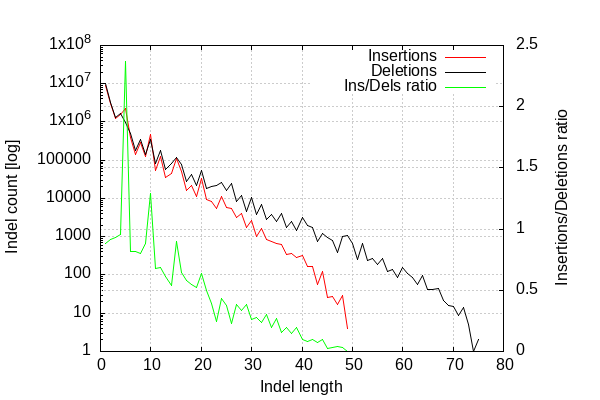 1x10^8
1x10^7
1x10^6
100000
10000
1000
100
10
1
Indel count [log]
Insertions
Deletions
Ins/Dels ratio
2.5
2
1.5
1
0.5
0
Insertions/Deletions ratio
0 10 20 30 40 50 60 70 80
Indel length